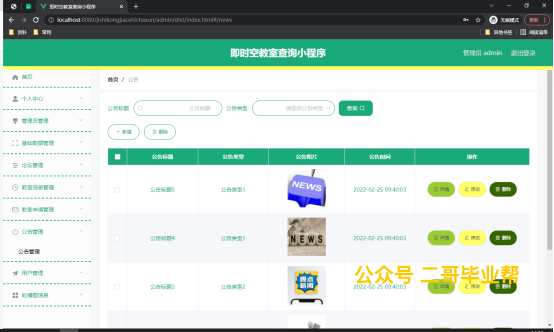 即时空教室查询小程序
localhost:8080/jishikongjiaoshichaxun/admin/dist/index.html#/news
无痕模式
更新
资料
常用
其他书签
阅读清单
即时空教室查询小程序
管理员 admin
退出登录
首页
个人中心
管理员管理
基础数据管理
论坛管理
教室信息管理
教室申请管理
公告管理
公告管理
用户管理
轮播图信息
首页 / 公告
公告标题 公告标题 公告类型 请选择公告类型 查询
+ 新增 删除
公告标题 公告类型 公告图片 公告时间 操作
公告标题5 公告类型1 NEWS 2022-02-25 09:40:03 详情 修改 删除
公告标题4 公告类型3 NEWS 2022-02-25 09:40:03 详情 修改 删除
公告标题3 公告类型2 热点新闻 2022-02-25 09:40:03 详情 修改 删除
公众号 二哥毕业帮